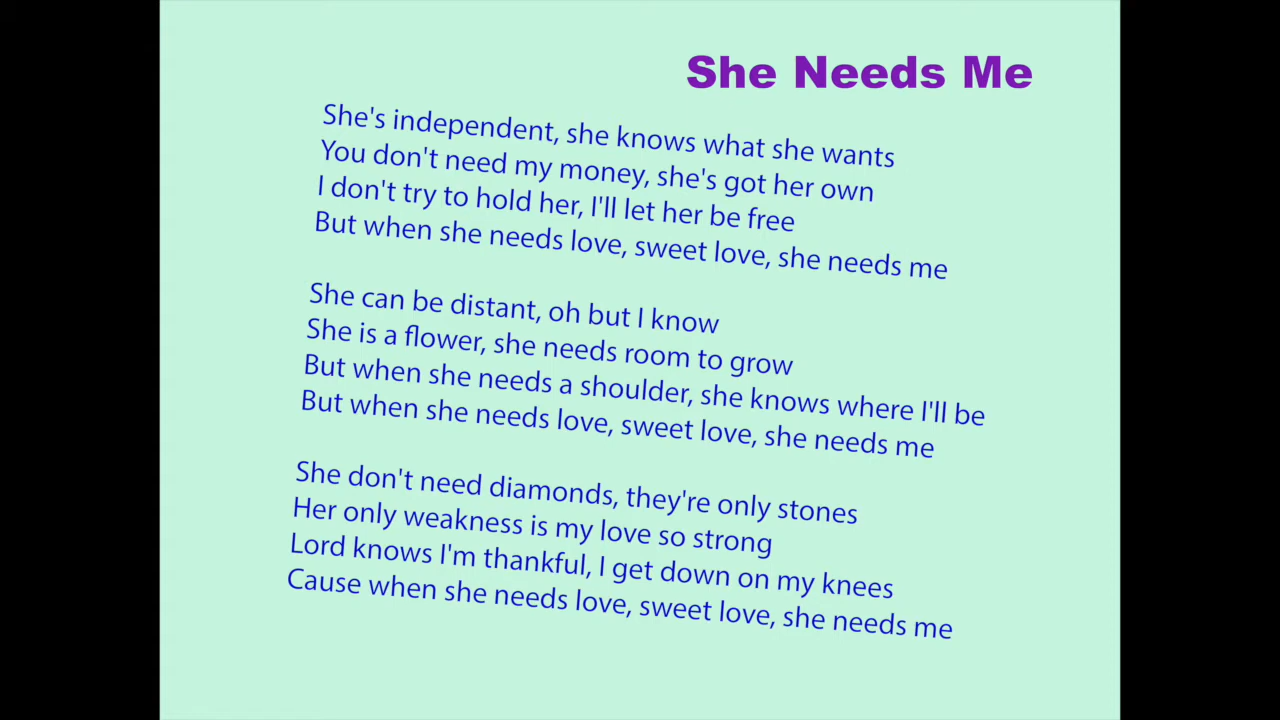 She Needs Me
She's independent, she knows what she wants
You don't need my money, she's got her own
I don't try to hold her, I'll let her be free
But when she needs love, sweet love, she needs me
She can be distant, oh but I know
She is a flower, she needs room to grow
But when she needs a shoulder, she knows where I'll be
But when she needs love, sweet love, she needs me
She don't need diamonds, they're only stones
Her only weakness is my love so strong
Lord knows I'm thankful, I get down on my knees
Cause when she needs love, sweet love, she needs me